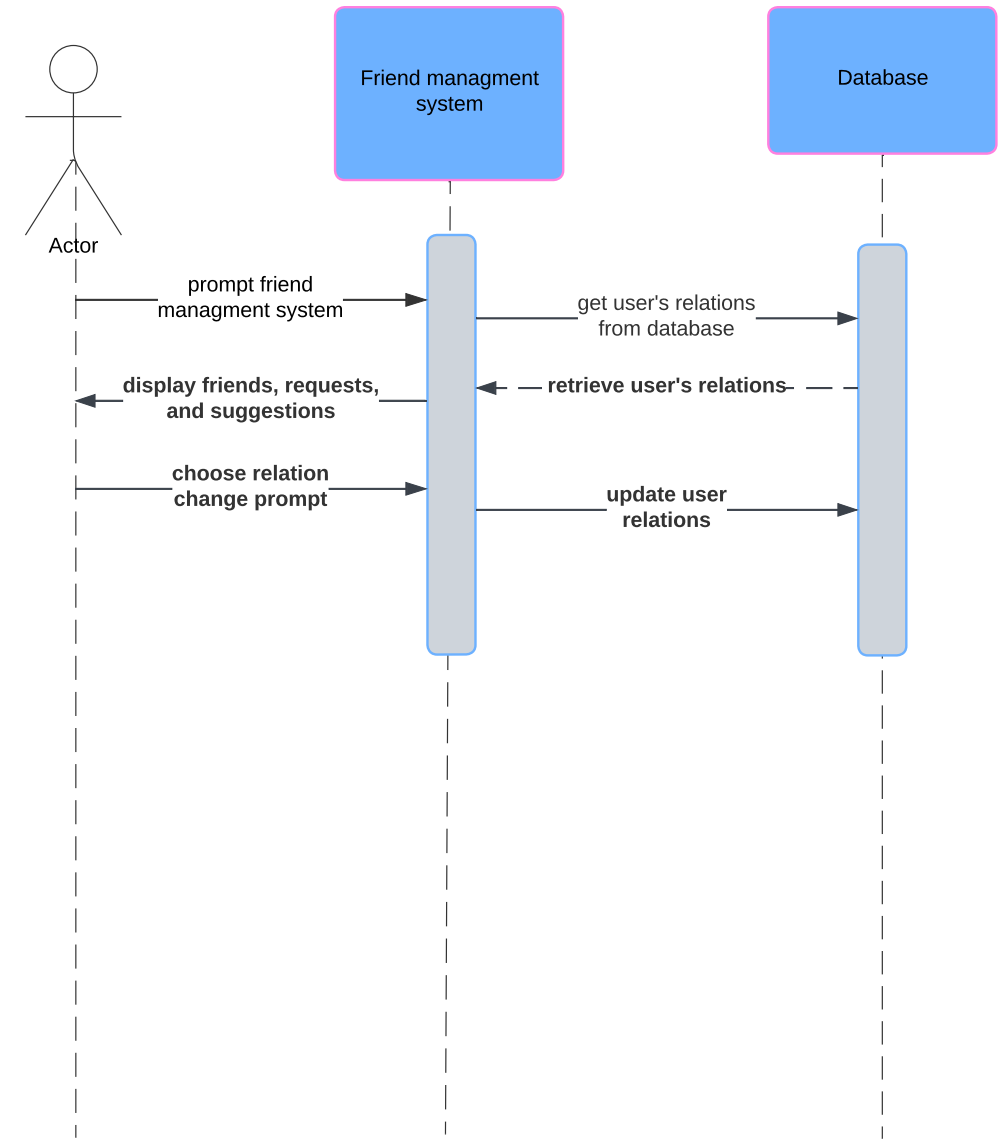 Friend managment
system
Database
Actor
prompt friend
managment system
get user's relations
from database
display friends, requests,
and suggestions
retrieve user's relations
choose relation
change prompt
update user
relations